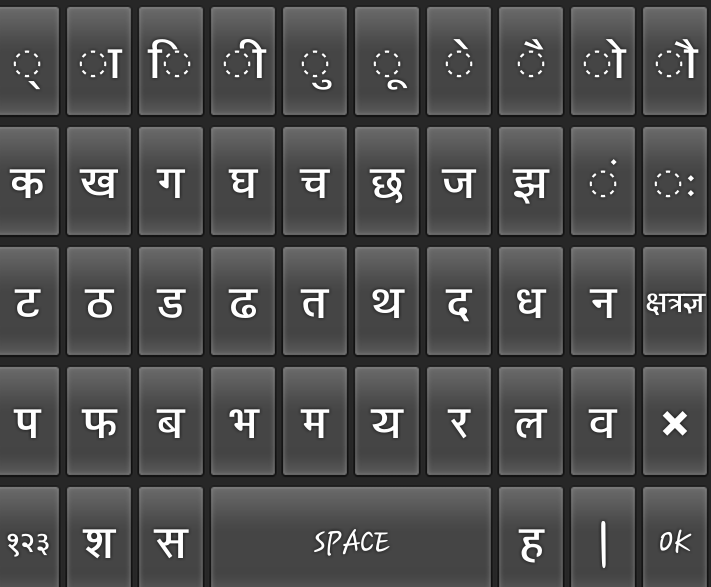 ◌् ◌ा ◌ि ◌ी ◌ु ◌ू ◌े ◌ै ◌ो ◌ौ
क ख ग घ च छ ज झ ◌ं ◌ः
ट ठ ड ढ त थ द ध न क्षत्रज्ञ
प फ ब भ म य र ल व ×
१२३ श स SPACE ह । OK